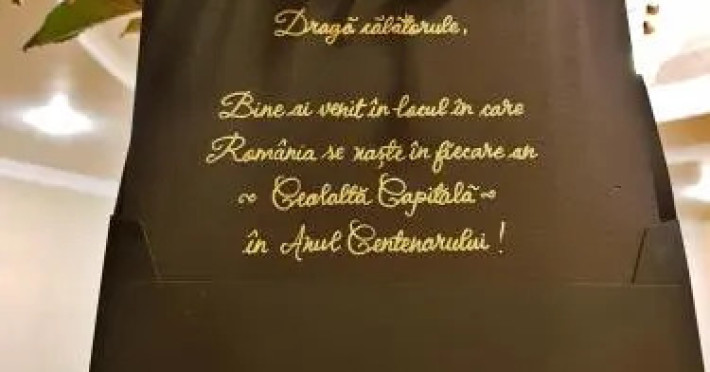 Dragă călătorule,
Bine ai venit în locul în care
România se naște în fiecare an
~ Cealaltă Capitală ~
în Anul Centenarului!